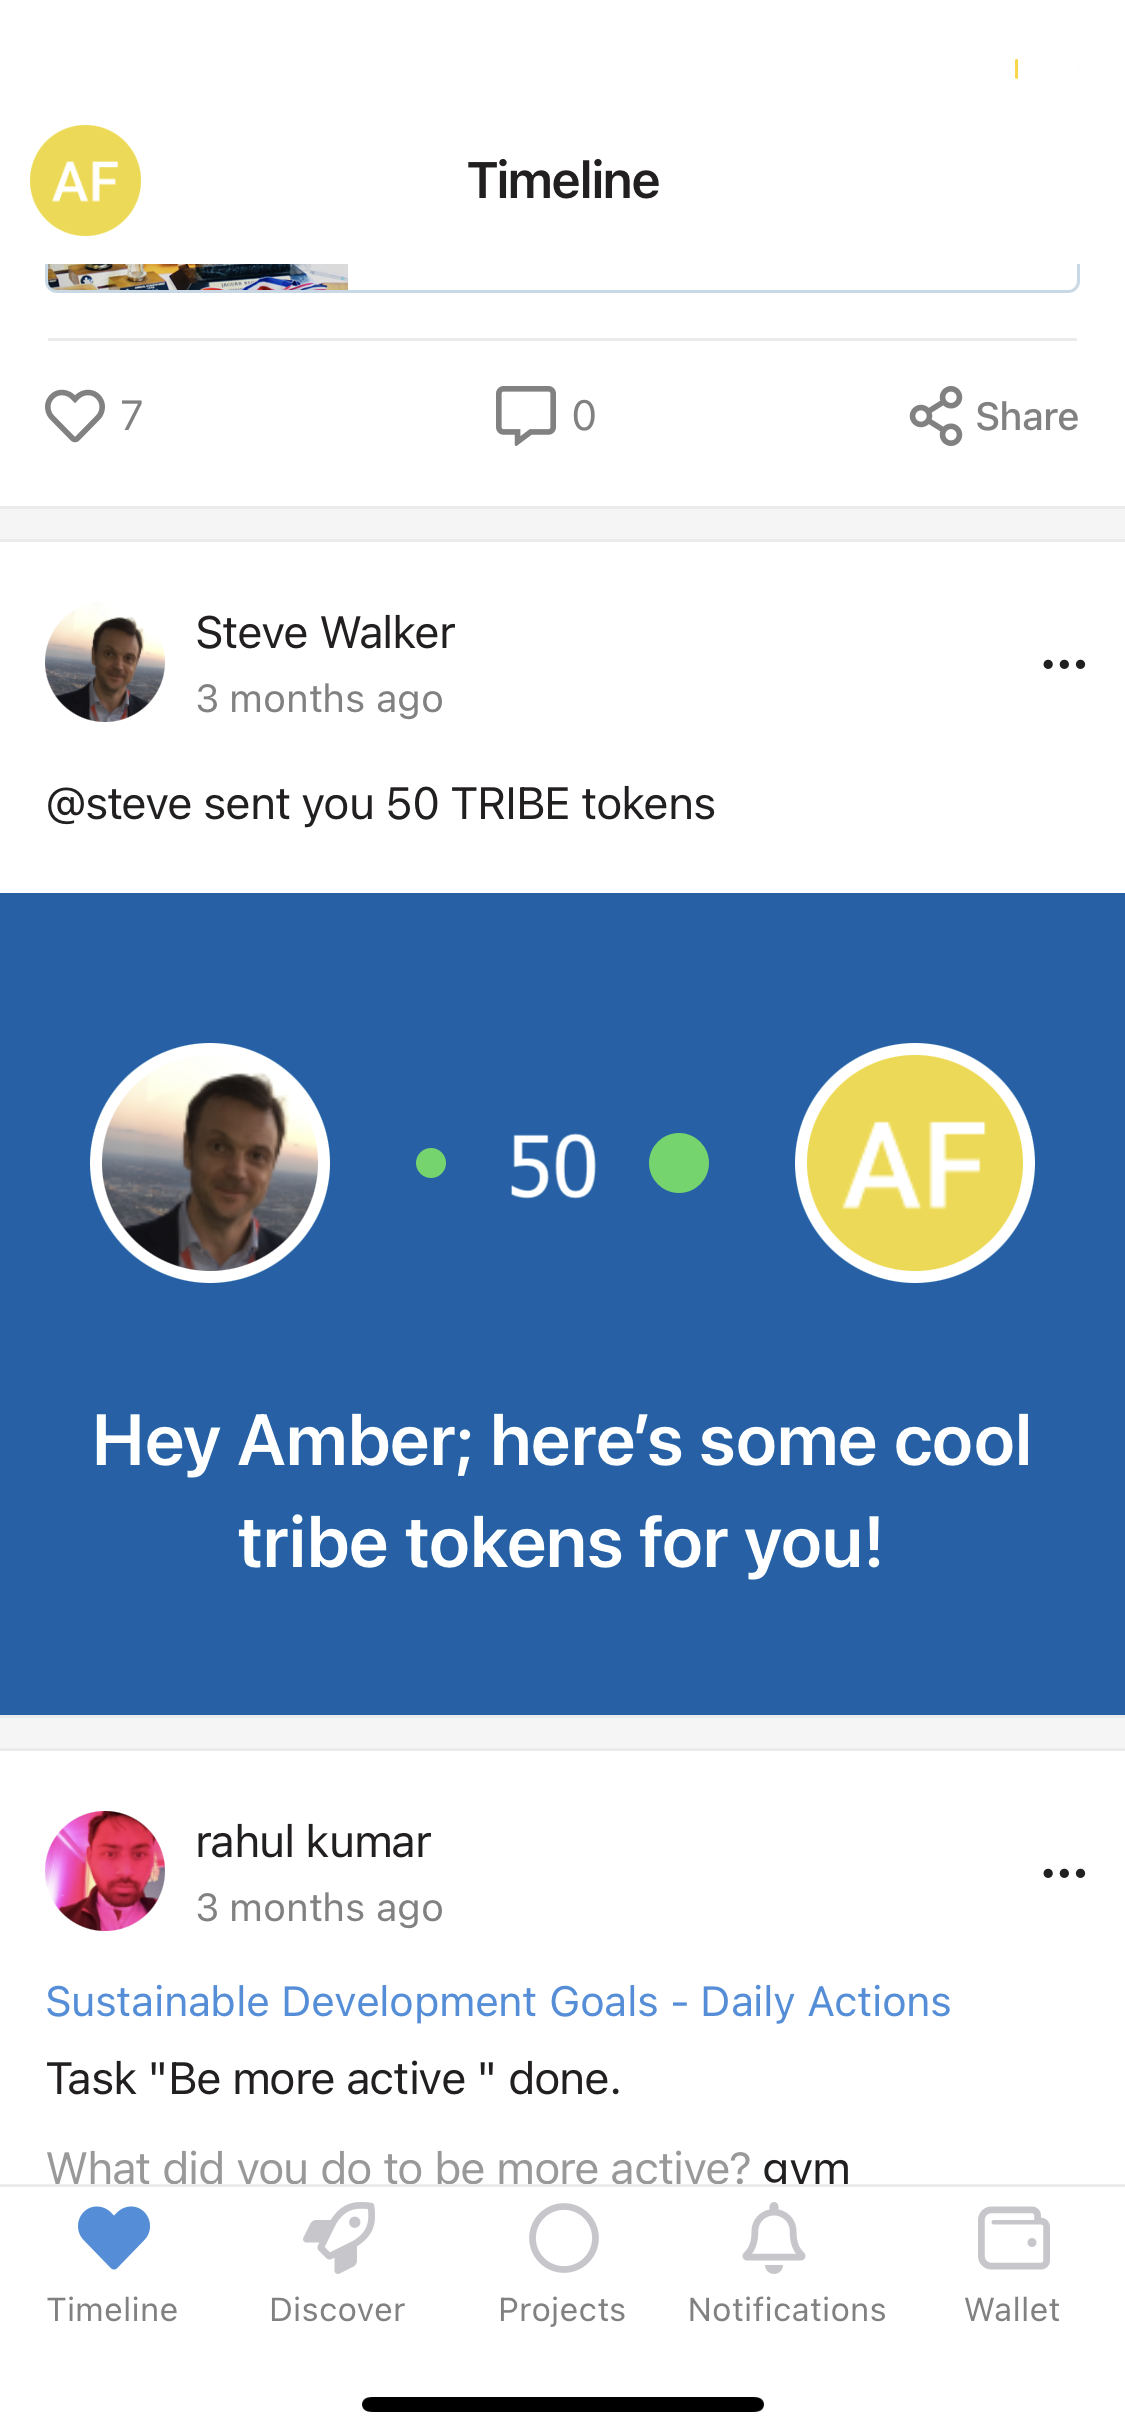 AF
Timeline
7
0
Share
Steve Walker
3 months ago
@steve sent you 50 TRIBE tokens
50
AF
Hey Amber; here's some cool
tribe tokens for you!
rahul kumar
3 months ago
Sustainable Development Goals - Daily Actions
Task "Be more active " done.
What did you do to be more active? gym
Timeline
Discover
Projects
Notifications
Wallet